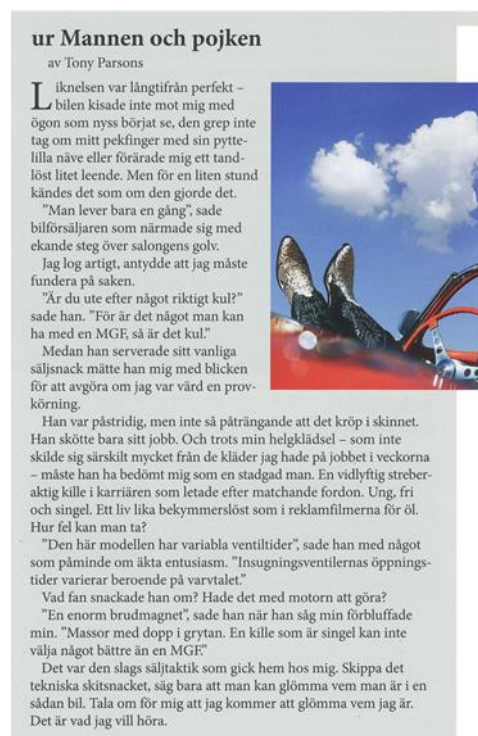 ur Mannen och pojken
av Tony Parsons
Liknelsen var långtifrån perfekt –
bilen kisade inte mot mig med
ögon som nyss börjat se, den grep inte
tag om mitt pekfinger med sin pytte-
lilla näve eller förärade mig ett tand-
löst litet leende. Men för en liten stund
kändes det som om den gjorde det.
"Man lever bara en gång", sade
bilförsäljaren som närmade sig med
ekande steg över salongens golv.
Jag log artigt, antydde att jag måste
fundera på saken.
"Är du ute efter något riktigt kul?"
sade han. "För är det något man kan
ha med en MGF, så är det kul."
Medan han serverade sitt vanliga
säljsnack mätte han mig med blicken
för att avgöra om jag var värd en prov-
körning.
Han var påstridig, men inte så påträngande att det kröp i skinnet.
Han skötte bara sitt jobb. Och trots min helgklädsel – som inte
skilde sig särskilt mycket från de kläder jag hade på jobbet i veckorna
– måste han ha bedömt mig som en stadgad man. En vidlyftig streber-
aktig kille i karriären som letade efter matchande fordon. Ung, fri
och singel. Ett liv lika bekymmerslöst som i reklamfilmerna för öl.
Hur fel kan man ta?
"Den här modellen har variabla ventiltider", sade han med något
som påminde om äkta entusiasm. "Insugningsventilernas öppnings-
tider varierar beroende på varvtalet."
Vad fan snackade han om? Hade det med motorn att göra?
"En enorm brudmagnet", sade han när han såg min förbluffade
min. "Massor med dopp i grytan. En kille som är singel kan inte
välja något bättre än en MGF."
Det var den slags säljtaktik som gick hem hos mig. Skippa det
tekniska skitsnacket, säg bara att man kan glömma vem man är i en
sådan bil. Tala om för mig att jag kommer att glömma vem jag är.
Det är vad jag vill höra.